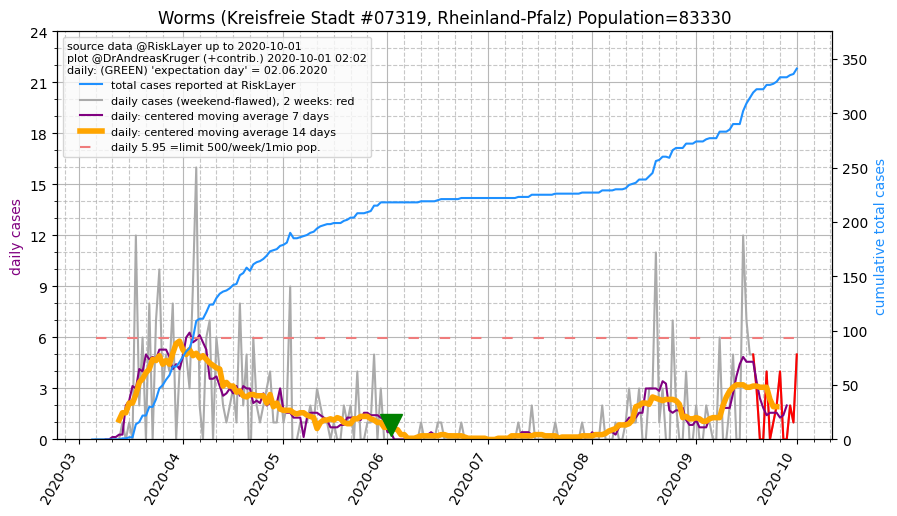 Worms (Kreisfreie Stadt #07319, Rheinland-Pfalz) Population=83330
source data @RiskLayer up to 2020-10-01
plot @DrAndreasKruger (+contrib.) 2020-10-01 02:02
daily: (GREEN) 'expectation day' = 02.06.2020
total cases reported at RiskLayer
daily cases (weekend-flawed), 2 weeks: red
daily: centered moving average 7 days
daily: centered moving average 14 days
daily 5.95 =limit 500/week/1mio pop.
daily cases
24
21
18
15
12
9
6
3
0
cumulative total cases
350
300
250
200
150
100
50
0
2020-03
2020-04
2020-05
2020-06
2020-07
2020-08
2020-09
2020-10